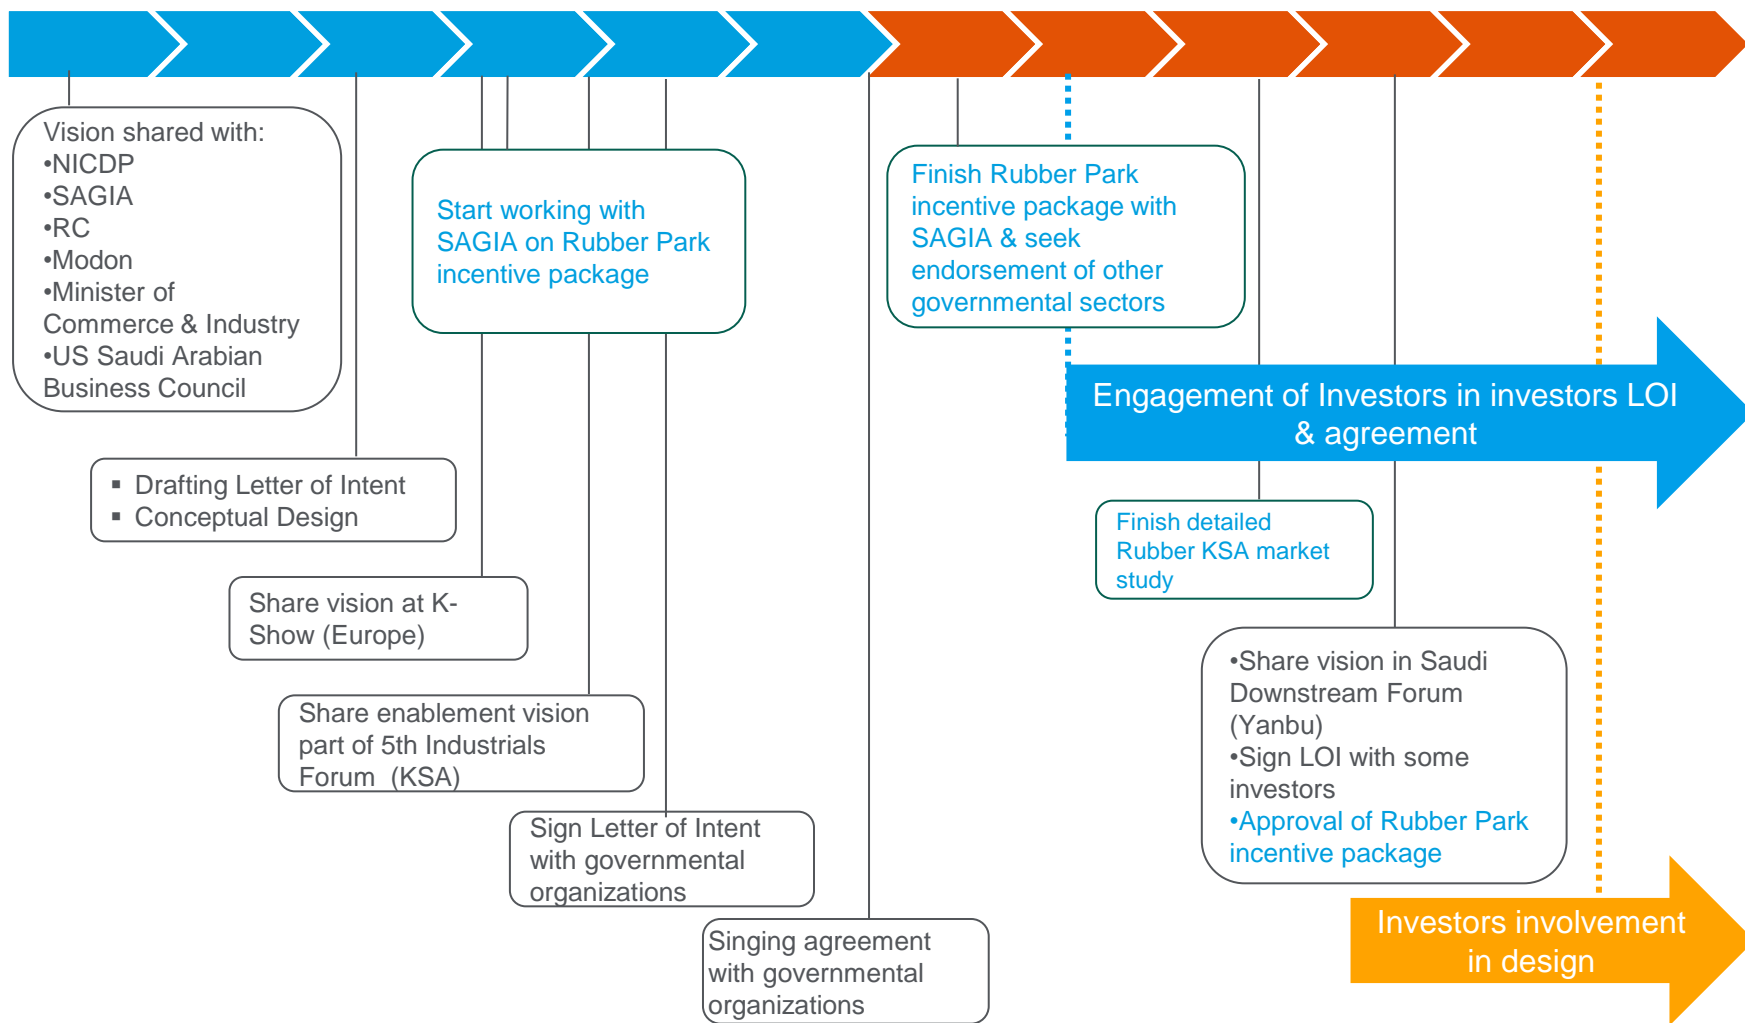 Vision shared with:
•NICDP
•SAGIA
•RC
•Modon
•Minister of
Commerce & Industry
•US Saudi Arabian
Business Council
Start working with
SAGIA on Rubber Park
incentive package
Finish Rubber Park
incentive package with
SAGIA & seek
endorsement of other
governmental sectors
Engagement of Investors in investors LOI
& agreement
▪ Drafting Letter of Intent
▪ Conceptual Design
Finish detailed
Rubber KSA market
study
Share vision at K-
Show (Europe)
•Share vision in Saudi
Downstream Forum
(Yanbu)
•Sign LOI with some
investors
•Approval of Rubber Park
incentive package
Share enablement vision
part of 5th Industrials
Forum (KSA)
Sign Letter of Intent
with governmental
organizations
Singing agreement
with governmental
organizations
Investors involvement
in design